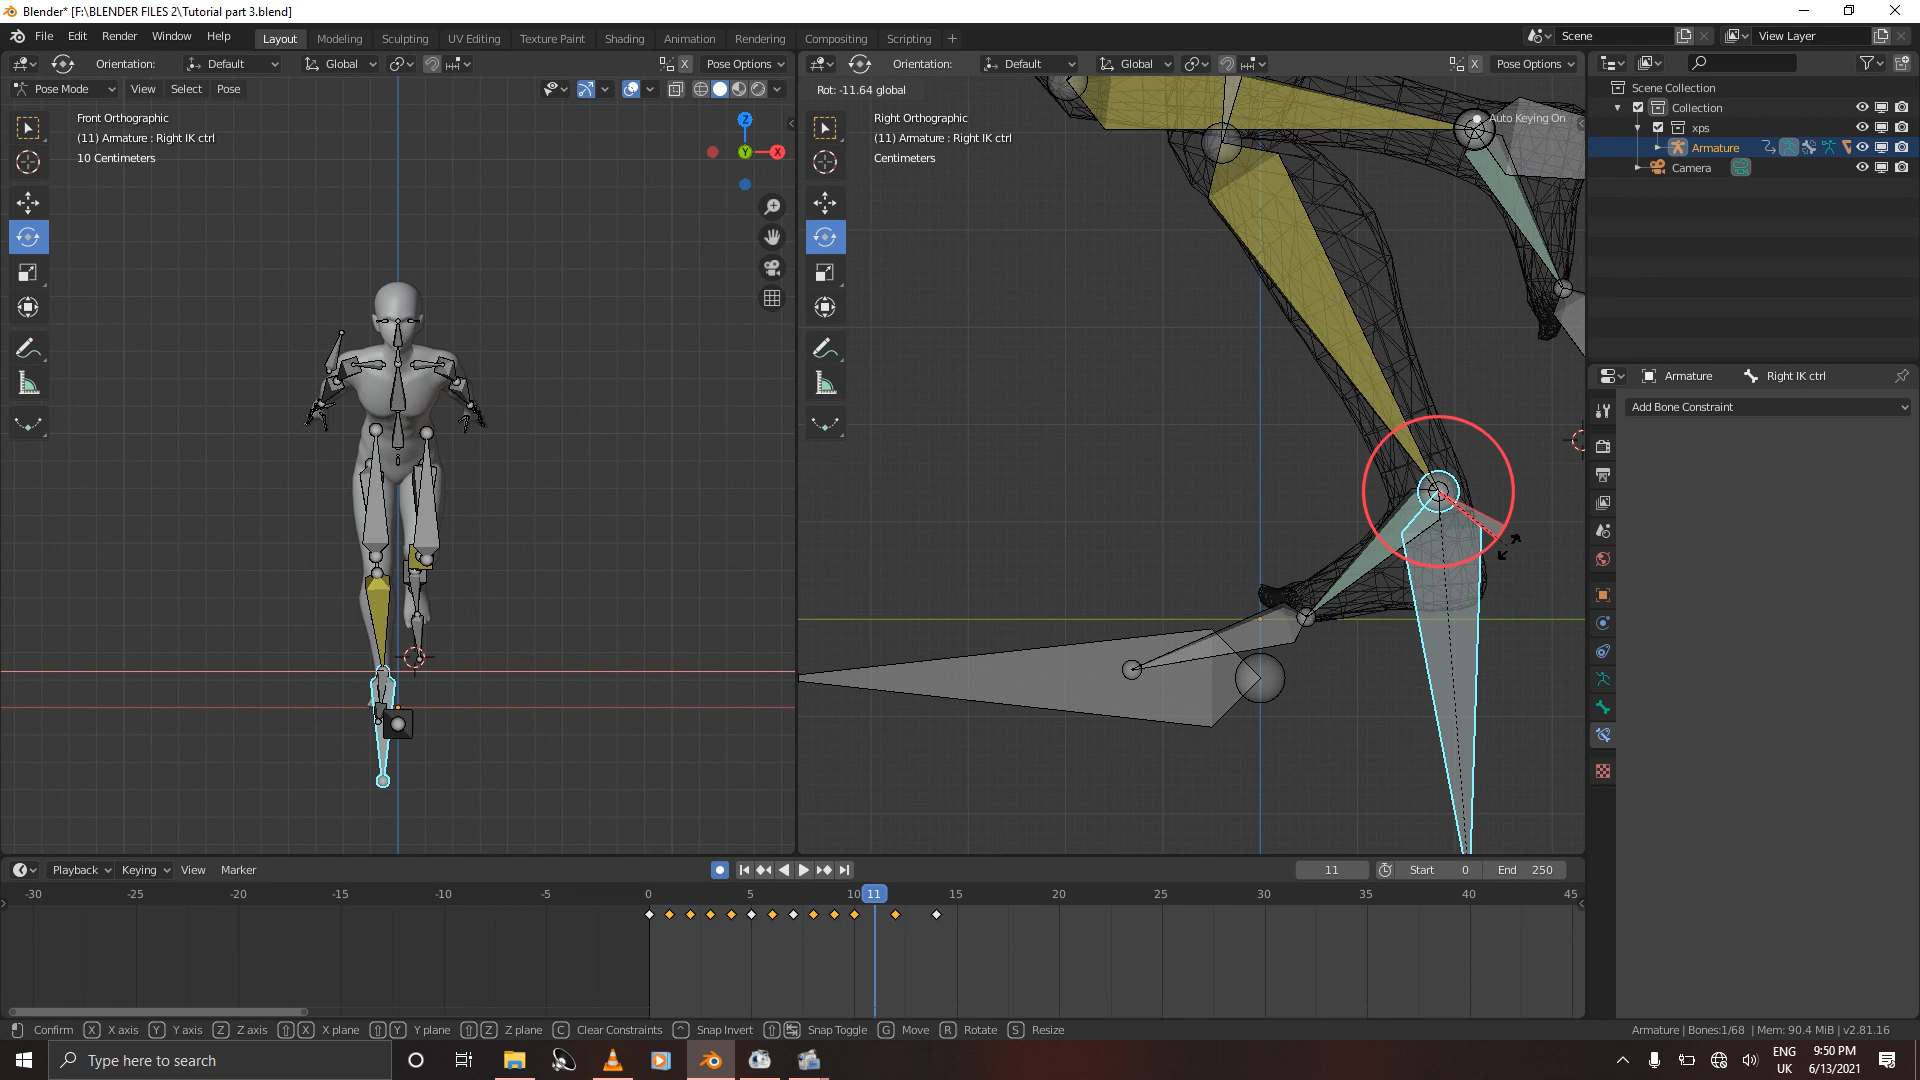 Blender* [F:\BLENDER FILES 2\Tutorial part 3.blend]
File Edit Render Window Help Layout Modeling Sculpting UV Editing Texture Paint Shading Animation Rendering Compositing Scripting + Scene View Layer
Orientation: Default Global Pose Options
Orientation: Default Global Pose Options
Pose Mode View Select Pose
Rot: -11.64 global
Front Orthographic
(11) Armature : Right IK ctrl
10 Centimeters
Z
Y
X
Right Orthographic
(11) Armature : Right IK ctrl
Centimeters
Auto Keying On
Scene Collection
Collection
xps
Armature
Camera
Armature Right IK ctrl
Add Bone Constraint
Playback Keying View Marker 11 Start 0 End 250
-30 -25 -20 -15 -10 -5 0 5 10 11 15 20 25 30 35 40 45
Confirm X X axis Y Y axis Z Z axis X X plane Y Y plane Z Z plane C Clear Constraints ^ Snap Invert Snap Toggle G Move R Rotate S Resize Armature | Bones:1/68 | Mem: 90.4 MiB | v2.81.16
Type here to search
ENG
UK
9:50 PM
6/13/2021